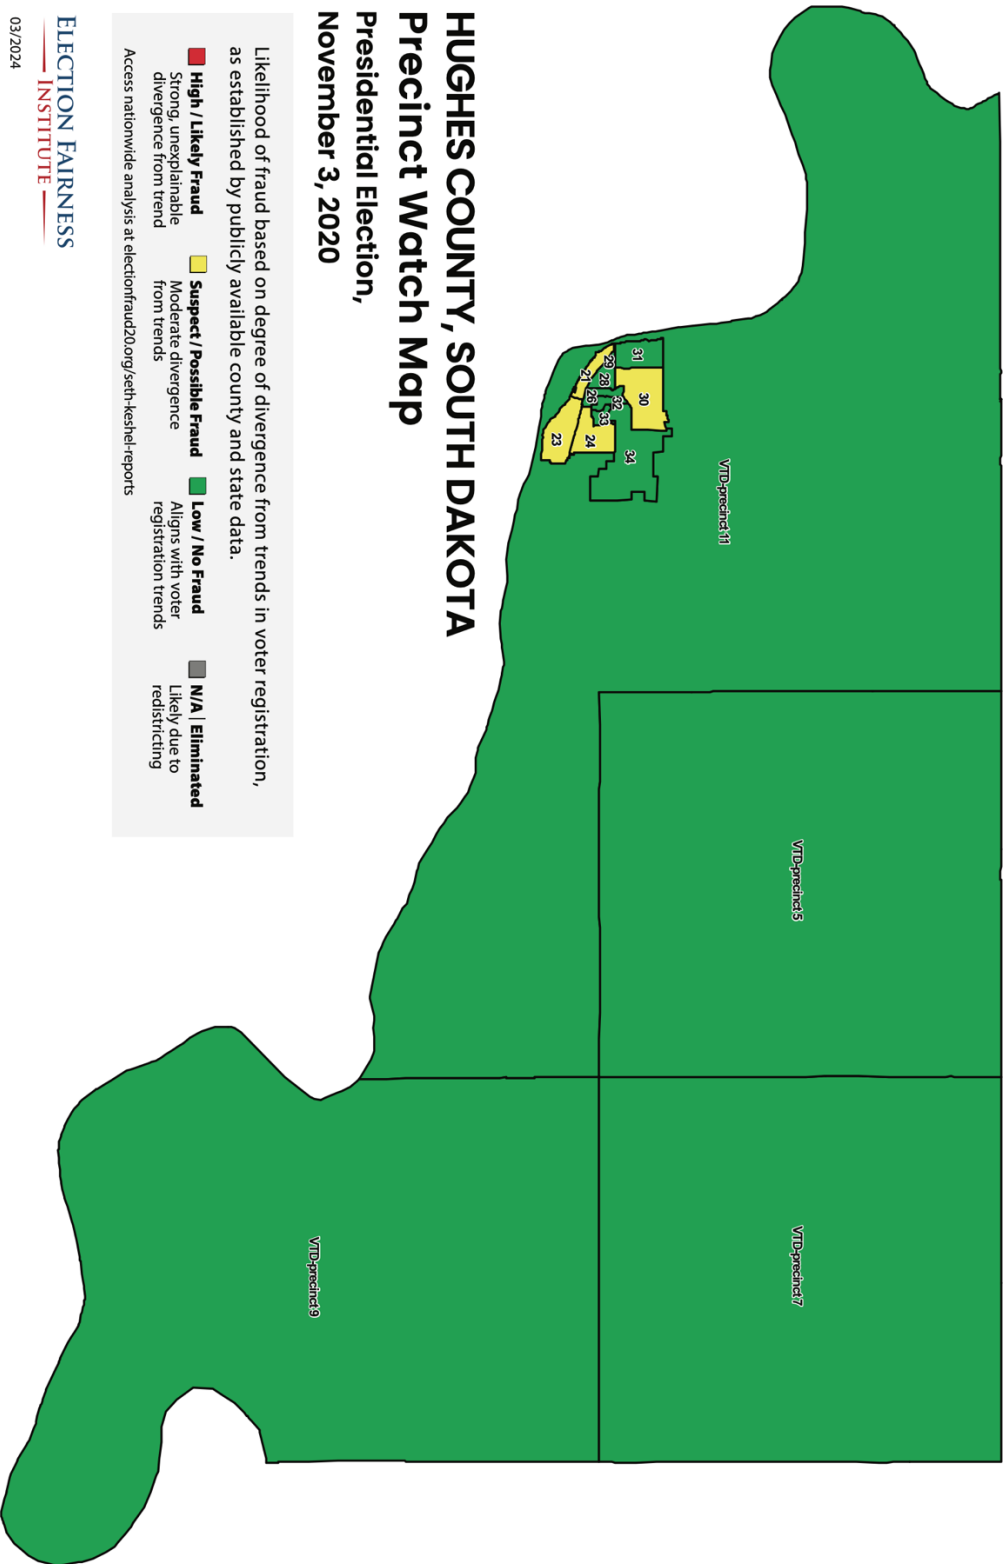 HUGHES COUNTY, SOUTH DAKOTA
Precinct Watch Map
Presidential Election,
November 3, 2020
Likelihood of fraud based on degree of divergence from trends in voter registration,
as established by publicly available county and state data.
High / Likely Fraud
Strong, unexplainable
divergence from trend
Suspect / Possible Fraud
Moderate divergence
from trends
Low / No Fraud
Aligns with voter
registration trends
N/A | Eliminated
Likely due to
redistricting
Access nationwide analysis at electionfraud20.org/seth-keshel-reports
ELECTION FAIRNESS
INSTITUTE
03/2024
31
30
29
28
32
21
26
33
34
24
23
VTD-precinct 11
VTD-precinct 5
VTD-precinct 7
VTD-precinct 9